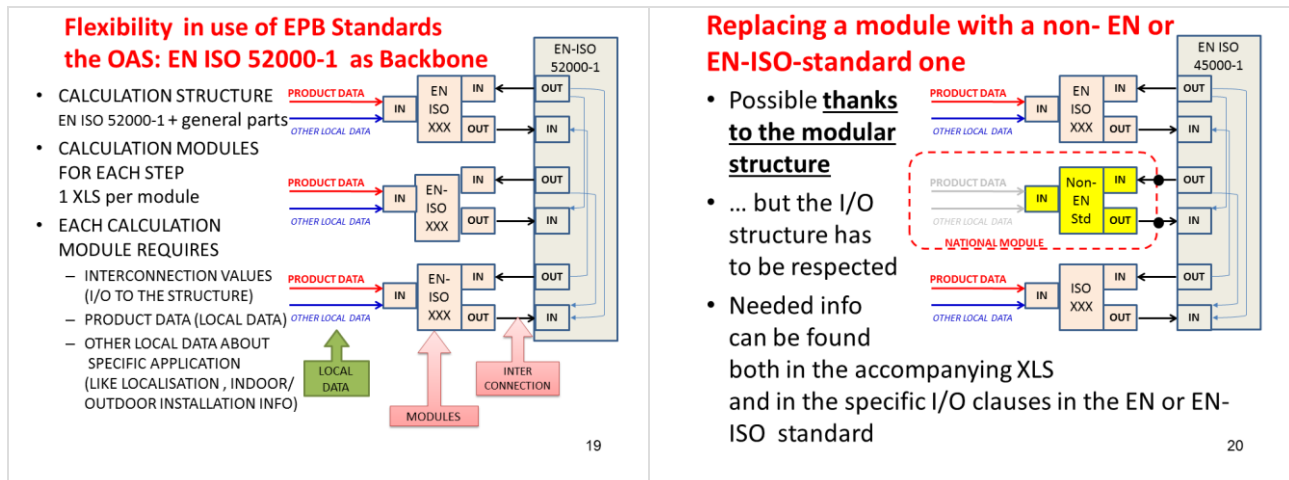 Flexibility in use of EPB Standards
the OAS: EN ISO 52000-1 as Backbone
• CALCULATION STRUCTURE
EN ISO 52000-1 + general parts
• CALCULATION MODULES
FOR EACH STEP
1 XLS per module
• EACH CALCULATION
MODULE REQUIRES
– INTERCONNECTION VALUES
(I/O TO THE STRUCTURE)
– PRODUCT DATA (LOCAL DATA)
– OTHER LOCAL DATA ABOUT
SPECIFIC APPLICATION
(LIKE LOCALISATION , INDOOR/
OUTDOOR INSTALLATION INFO)
EN-ISO
52000-1
PRODUCT DATA
OTHER LOCAL DATA
IN
EN
ISO
XXX
IN
OUT
OUT
IN
PRODUCT DATA
OTHER LOCAL DATA
IN
EN-
ISO
XXX
IN
OUT
OUT
IN
PRODUCT DATA
OTHER LOCAL DATA
IN
EN-
ISO
XXX
IN
OUT
OUT
IN
LOCAL
DATA
MODULES
INTER
CONNECTION
19
Replacing a module with a non- EN or
EN-ISO-standard one
• Possible thanks
to the modular
structure
• ... but the I/O
structure has
to be respected
• Needed info
can be found
both in the accompanying XLS
and in the specific I/O clauses in the EN or EN-
ISO standard
EN ISO
45000-1
PRODUCT DATA
OTHER LOCAL DATA
IN
EN
ISO
XXX
IN
OUT
OUT
IN
PRODUCT DATA
OTHER LOCAL DATA
IN
Non-
EN
Std
IN
OUT
OUT
IN
NATIONAL MODULE
PRODUCT DATA
OTHER LOCAL DATA
IN
ISO
XXX
IN
OUT
OUT
IN
20